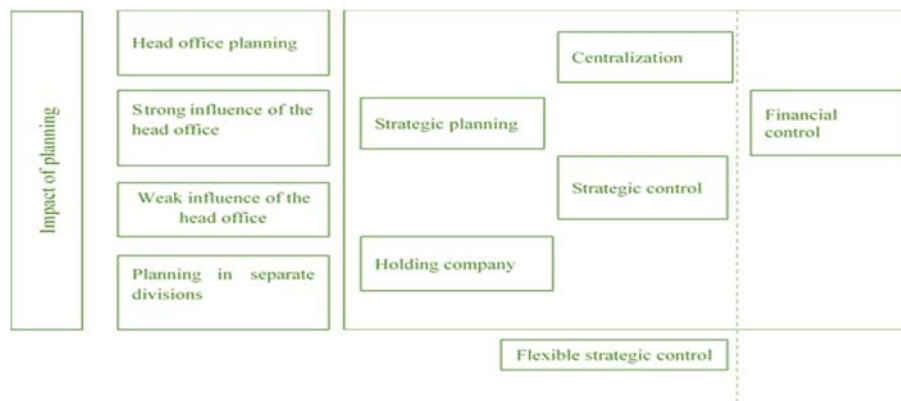 Impact of planning
Head office planning
Strong influence of the
head office
Weak influence of the
head office
Planning in separate
divisions
Centralization
Strategic planning
Strategic control
Holding company
Financial
control
Flexible strategic control